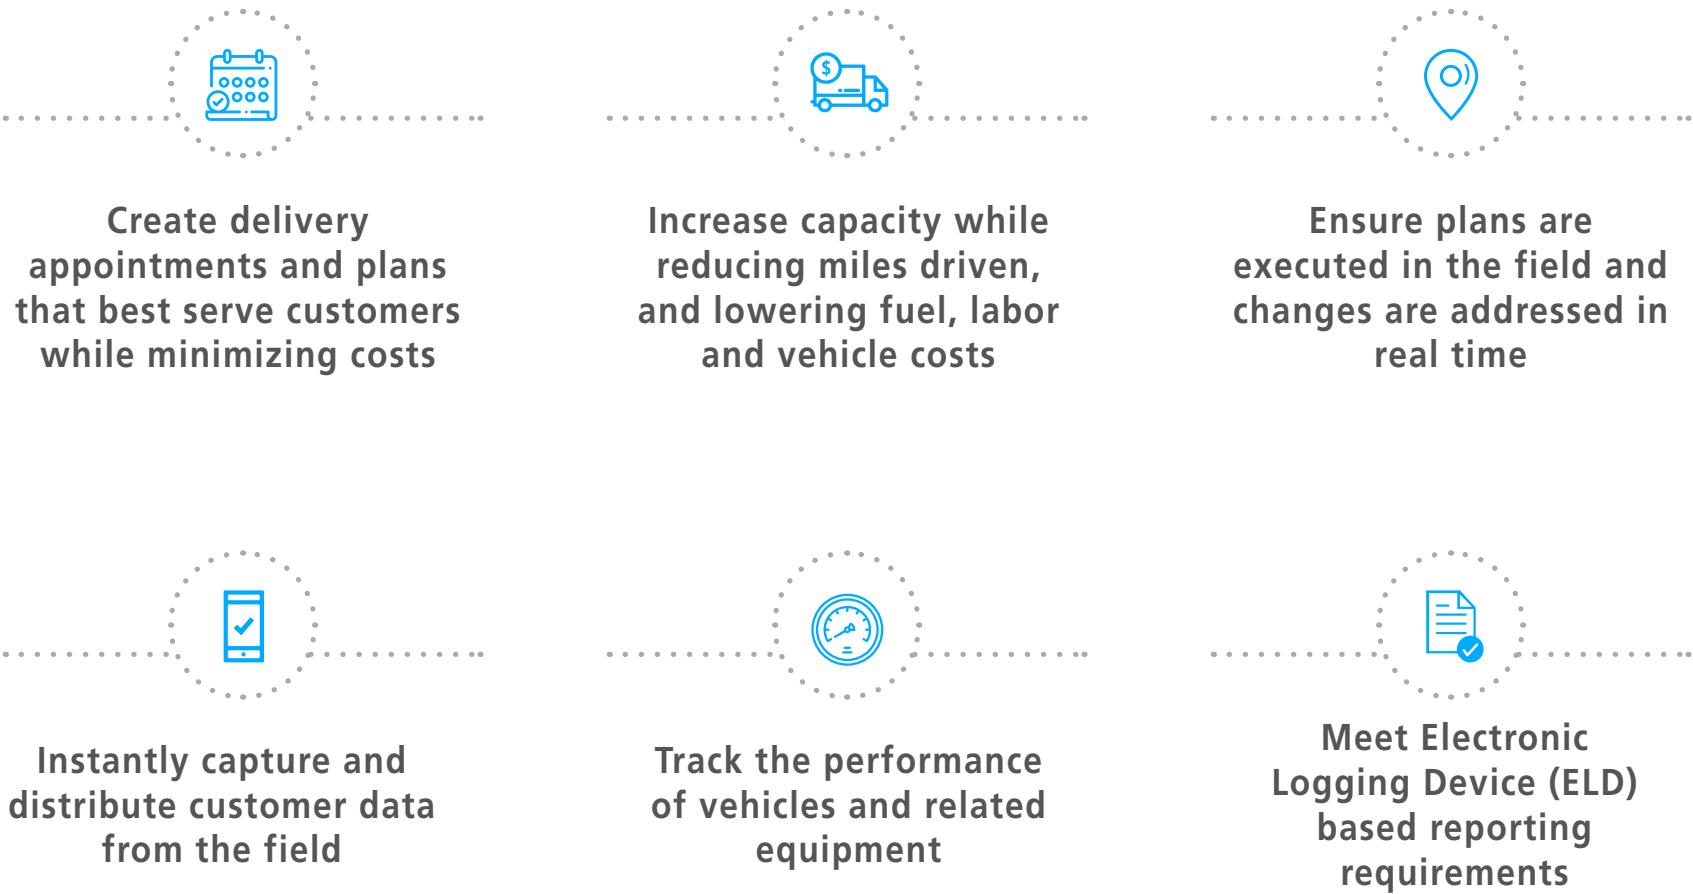 $
Create delivery
appointments and plans
that best serve customers
while minimizing costs
Increase capacity while
reducing miles driven,
and lowering fuel, labor
and vehicle costs
Ensure plans are
executed in the field and
changes are addressed in
real time
Instantly capture and
distribute customer data
from the field
Track the performance
of vehicles and related
equipment
Meet Electronic
Logging Device (ELD)
based reporting
requirements